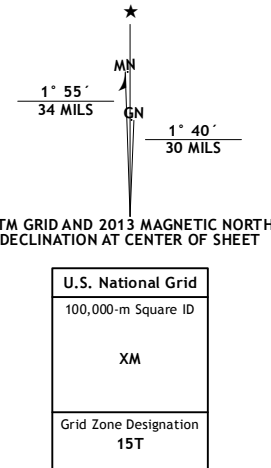 ★
MN
GN
1° 55´
34 MILS
1° 40´
30 MILS
TM GRID AND 2013 MAGNETIC NORTH
DECLINATION AT CENTER OF SHEET
U.S. National Grid
100,000-m Square ID
XM
Grid Zone Designation
15T